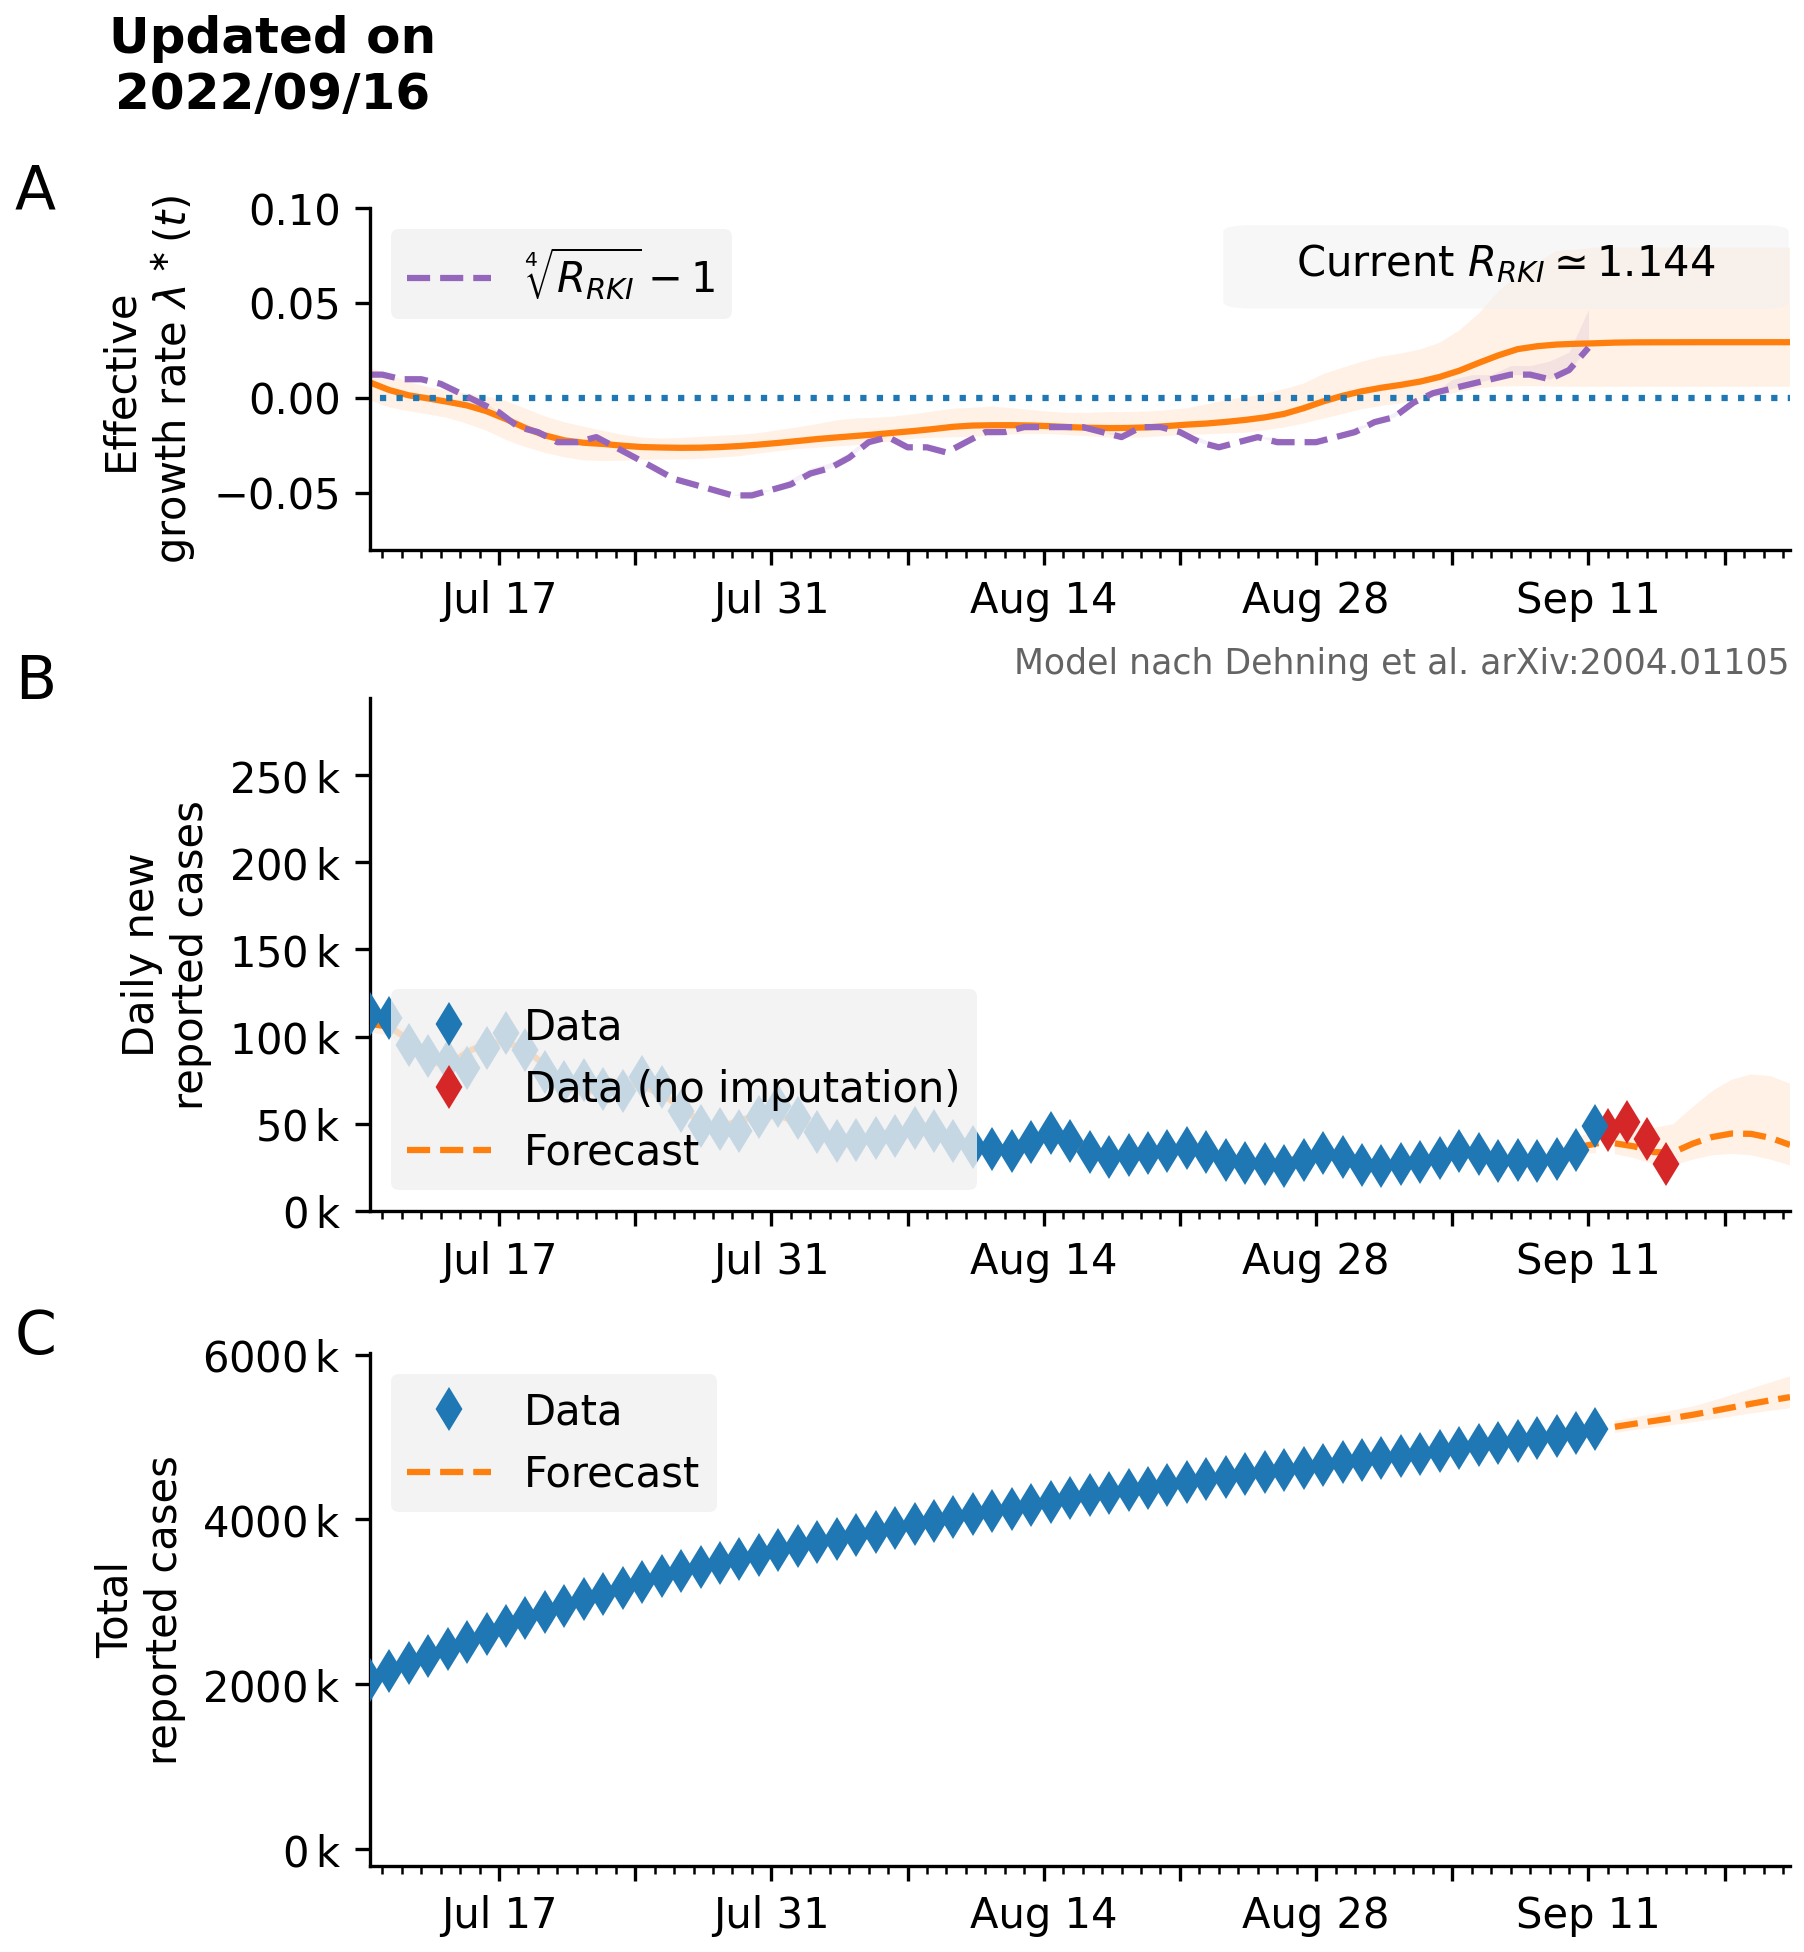 Updated on
2022/09/16
A
Effective
growth rate λ * (t)
0.10
0.05
0.00
−0.05
∜R_RKI − 1
Current R_RKI ≃ 1.144
Jul 17
Jul 31
Aug 14
Aug 28
Sep 11
Model nach Dehning et al. arXiv:2004.01105
B
Daily new
reported cases
250 k
200 k
150 k
100 k
50 k
0 k
Data
Data (no imputation)
Forecast
Jul 17
Jul 31
Aug 14
Aug 28
Sep 11
C
Total
reported cases
6000 k
4000 k
2000 k
0 k
Data
Forecast
Jul 17
Jul 31
Aug 14
Aug 28
Sep 11